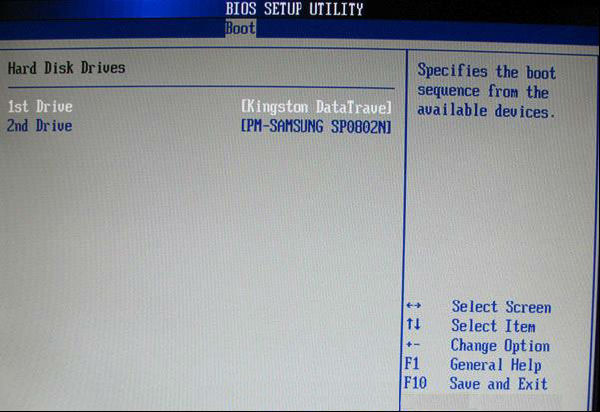 BIOS SETUP UTILITY
Boot
Hard Disk Drives
1st Drive [Kingston DataTrave]
2nd Drive [PM-SAMSUNG SP0802N]
Specifies the boot
sequence from the
available devices.
↔ Select Screen
↑↓ Select Item
+- Change Option
F1 General Help
F10 Save and Exit